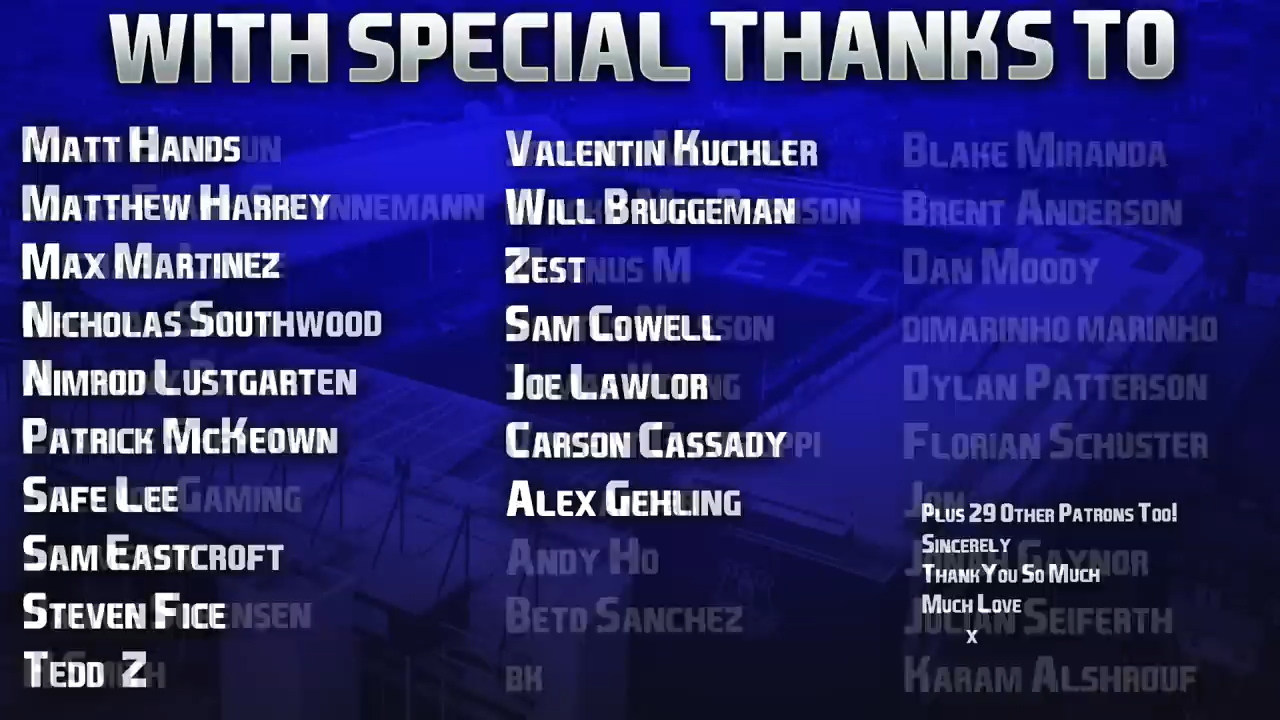 WITH SPECIAL THANKS TO
MATT HANDS
MATTHEW HARREY
MAX MARTINEZ
NICHOLAS SOUTHWOOD
NIMROD LUSTGARTEN
PATRICK MCKEOWN
SAFE LEE
SAM EASTCROFT
STEVEN FICE
TEDD Z
VALENTIN KUCHLER
WILL BRUGGEMAN
ZEST
SAM COWELL
JOE LAWLOR
CARSON CASSADY
ALEX GEHLING
ANDY HO
BETO SANCHEZ
BK
BLAKE MIRANDA
BRENT ANDERSON
DAN MOODY
DIMARINHO MARINHO
DYLAN PATTERSON
FLORIAN SCHUSTER
JON
GAYNOR
JULIAN SEIFERTH
KARAM ALSHROUF
PLUS 29 OTHER PATRONS TOO!
SINCERELY
THANK YOU SO MUCH
MUCH LOVE
X
EFC